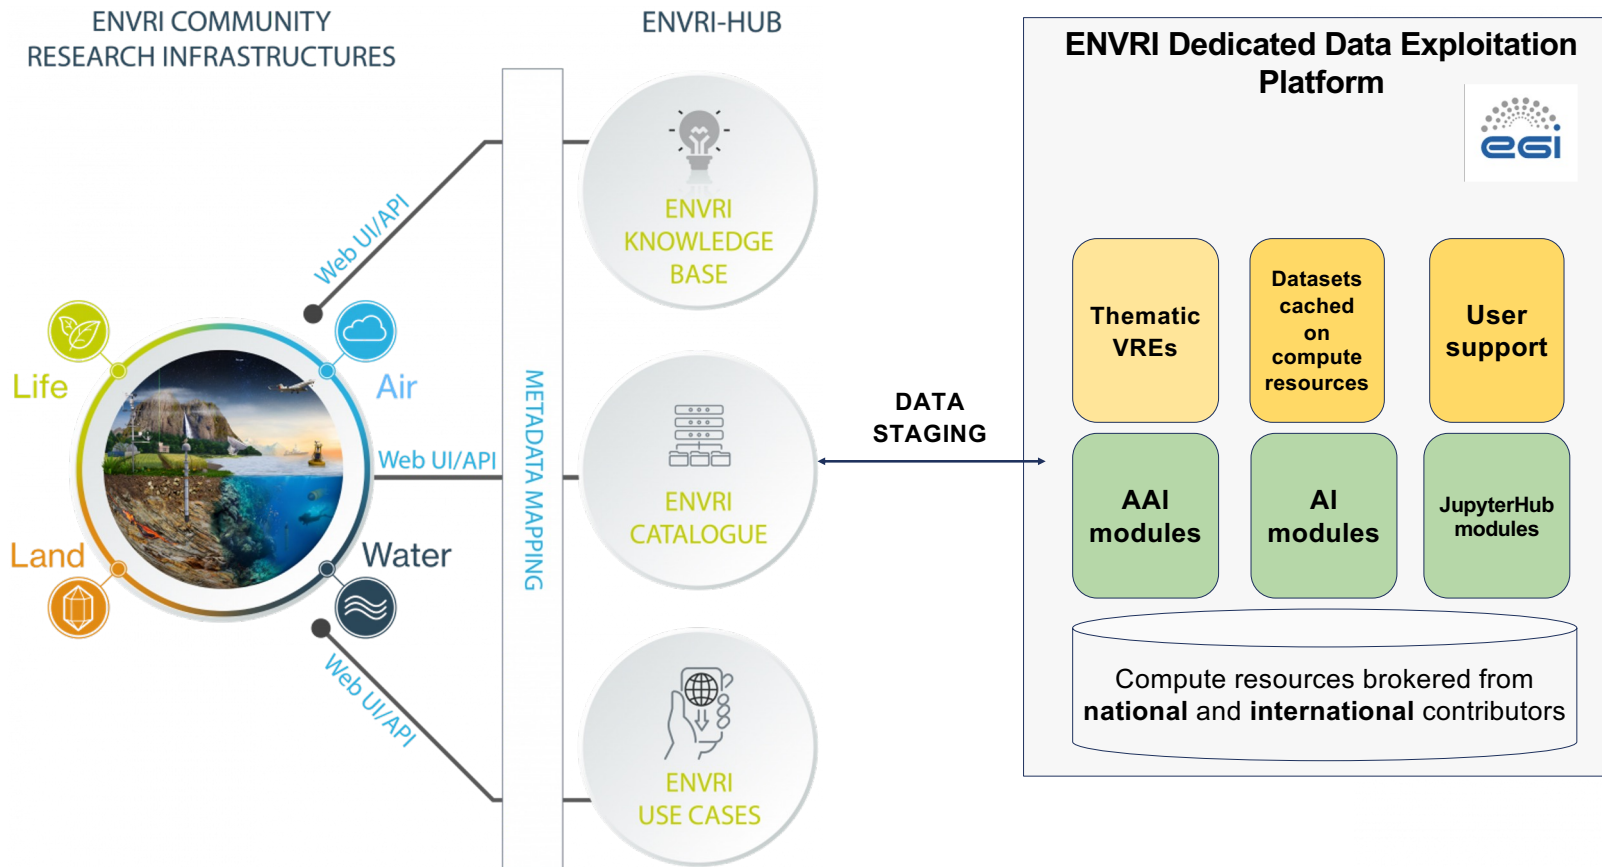 ENVRI COMMUNITY
RESEARCH INFRASTRUCTURES
Life
Air
Land
Water
Web UI/API
Web UI/API
Web UI/API
METADATA MAPPING
ENVRI-HUB
ENVRI
KNOWLEDGE
BASE
ENVRI
CATALOGUE
ENVRI
USE CASES
DATA
STAGING
ENVRI Dedicated Data Exploitation
Platform
eGi
Thematic
VREs
Datasets
cached
on
compute
resources
User
support
AAI
modules
AI
modules
JupyterHub
modules
Compute resources brokered from
national and international contributors